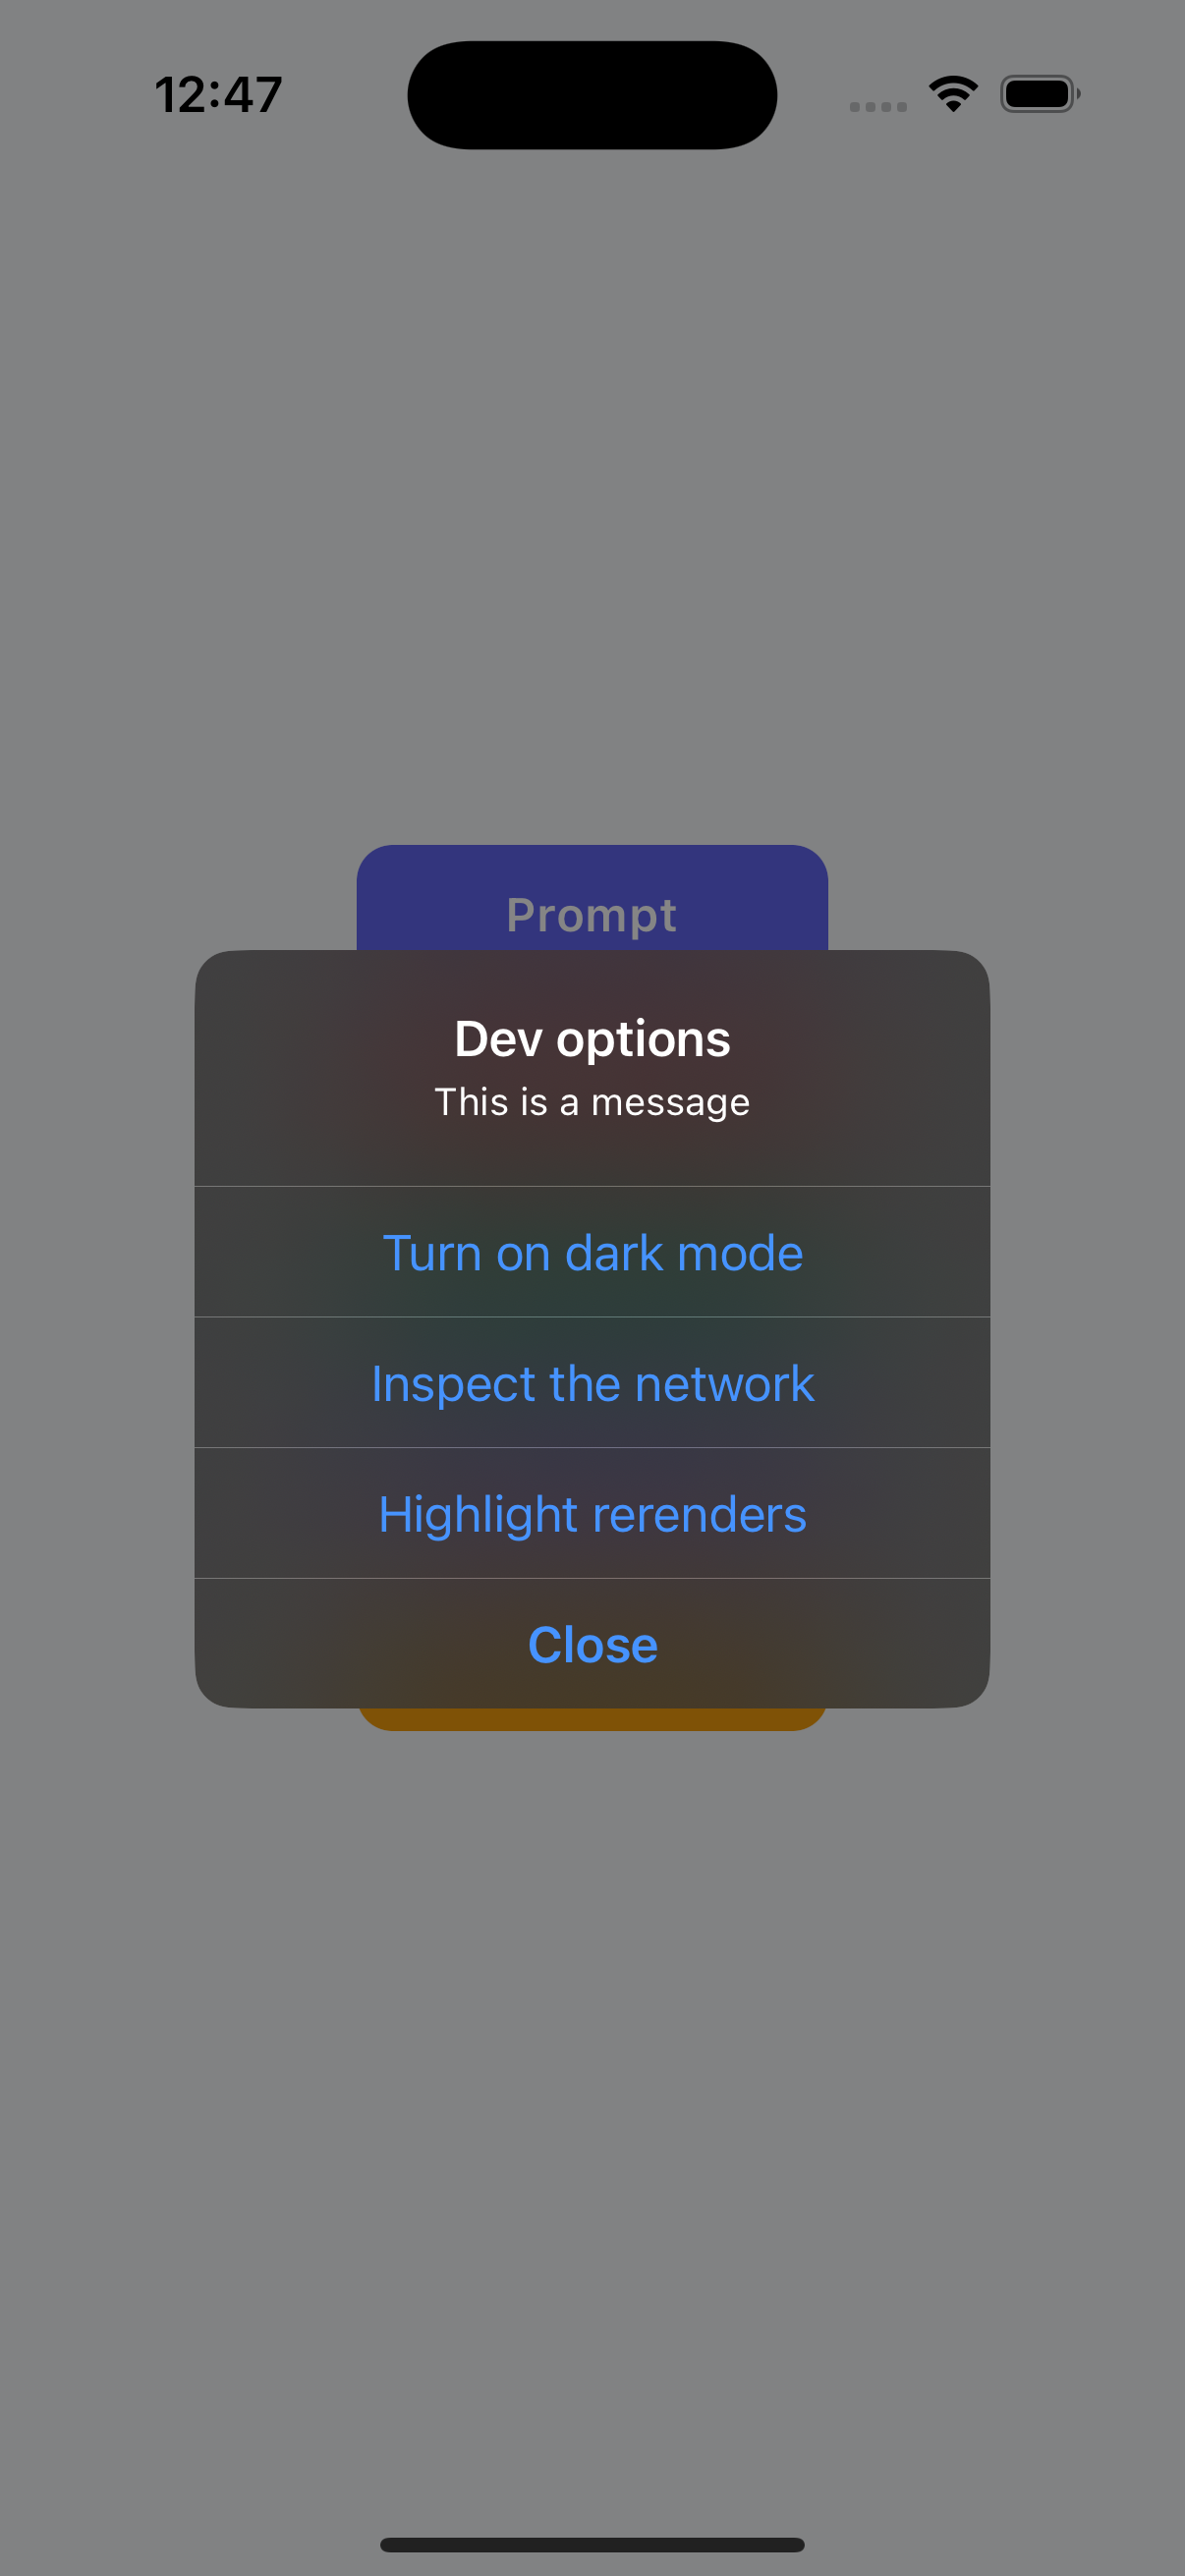 12:47
Prompt
Dev options
This is a message
Turn on dark mode
Inspect the network
Highlight rerenders
Close